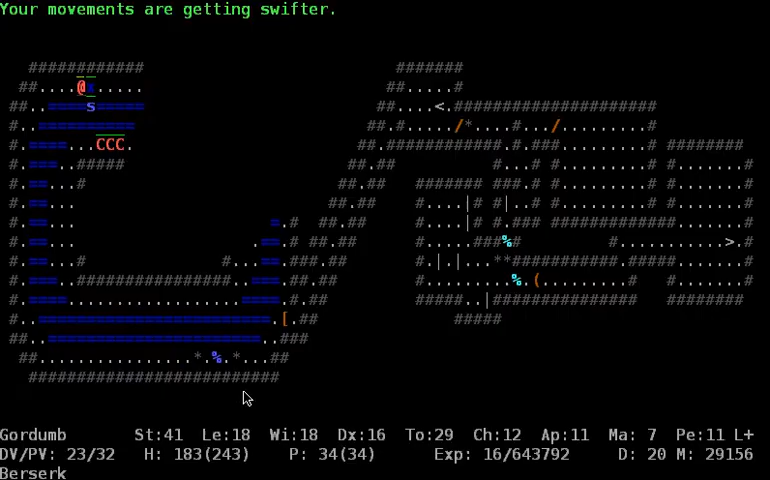 Your movements are getting swifter.
############ #######
##....@▪..... ##.....#
##..=====s===== ##....<.#####################
#..========== ##.#...../*....#.../.........#
#.====...CCC. ##.############.#.###.........# ########
#.===..##### ##.## #...# #.........# #.......#
#.==...# ##.## ####### ###.# #.........# #.......#
#.==... ##.## #....|# #|..# #.........# #.......#
#.==... =.# ##.## #....|# #.### #############.......#
#.==... .==.# ##.## #.....###%# #...........>.#
#.==...# #...==.###.## #.|.|...**###########.#####.......#
#.===..################...===.##.## #.........%.(.........# #.......#
#.====..................====.#.## #####..|############### ########
#..=========================.[.## #####
##..=======================..###
##.................*.%.*...##
##########################
Gordumb St:41 Le:18 Wi:18 Dx:16 To:29 Ch:12 Ap:11 Ma: 7 Pe:11 L+
DV/PV: 23/32 H: 183(243) P: 34(34) Exp: 16/643792 D: 20 M: 29156
Berserk